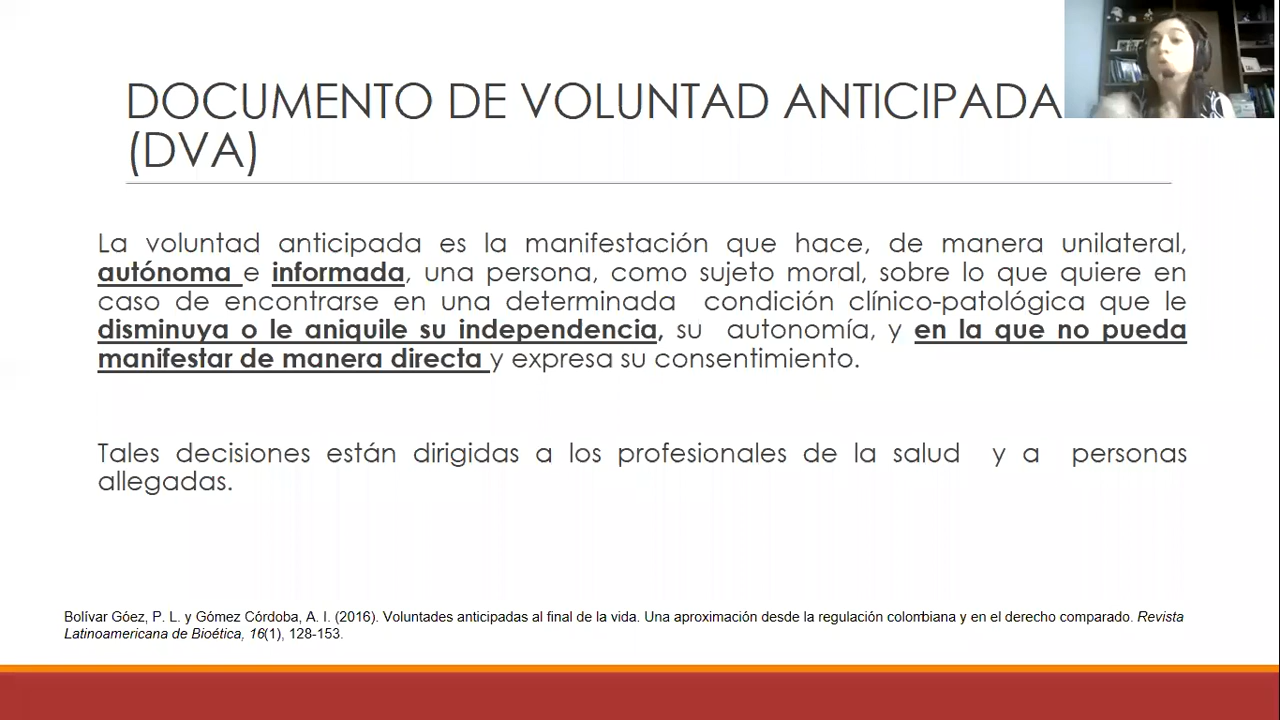 DOCUMENTO DE VOLUNTAD ANTICIPADA
(DVA)
La voluntad anticipada es la manifestación que hace, de manera unilateral,
autónoma e informada, una persona, como sujeto moral, sobre lo que quiere en
caso de encontrarse en una determinada condición clínico-patológica que le
disminuya o le aniquile su independencia, su autonomía, y en la que no pueda
manifestar de manera directa y expresa su consentimiento.
Tales decisiones están dirigidas a los profesionales de la salud y a personas
allegadas.
Bolívar Góez, P. L. y Gómez Córdoba, A. I. (2016). Voluntades anticipadas al final de la vida. Una aproximación desde la regulación colombiana y en el derecho comparado. Revista
Latinoamericana de Bioética, 16(1), 128-153.